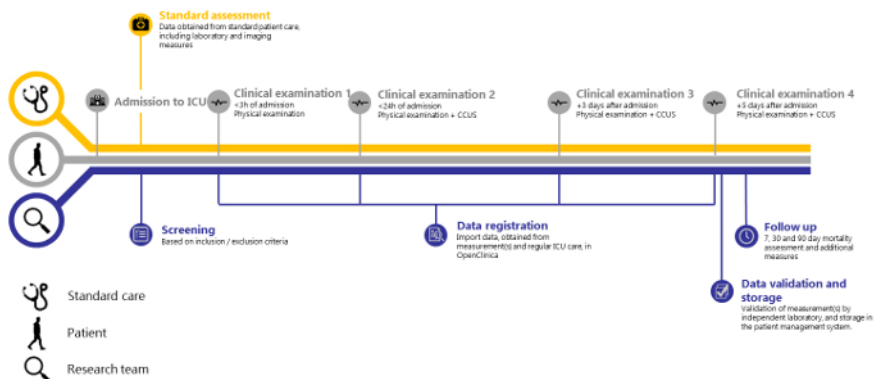 Standard assessment
Data obtained from standard patient care,
including laboratory and imaging
measures
Admission to ICU
Clinical examination 1
<3h of admission
Physical examination
Clinical examination 2
<24h of admission
Physical examination + CCUS
Clinical examination 3
+3 days after admission
Physical examination + CCUS
Clinical examination 4
+5 days after admission
Physical examination + CCUS
Screening
Based on inclusion / exclusion criteria
Data registration
Import data, obtained from
measurement(s) and regular ICU care, in
OpenClinica
Follow up
7, 30 and 90 day mortality
assessment and additional
measures
Data validation and
storage
Validation of measurement(s) by
independent laboratory, and storage in
the patient management system.
Standard care
Patient
Research team